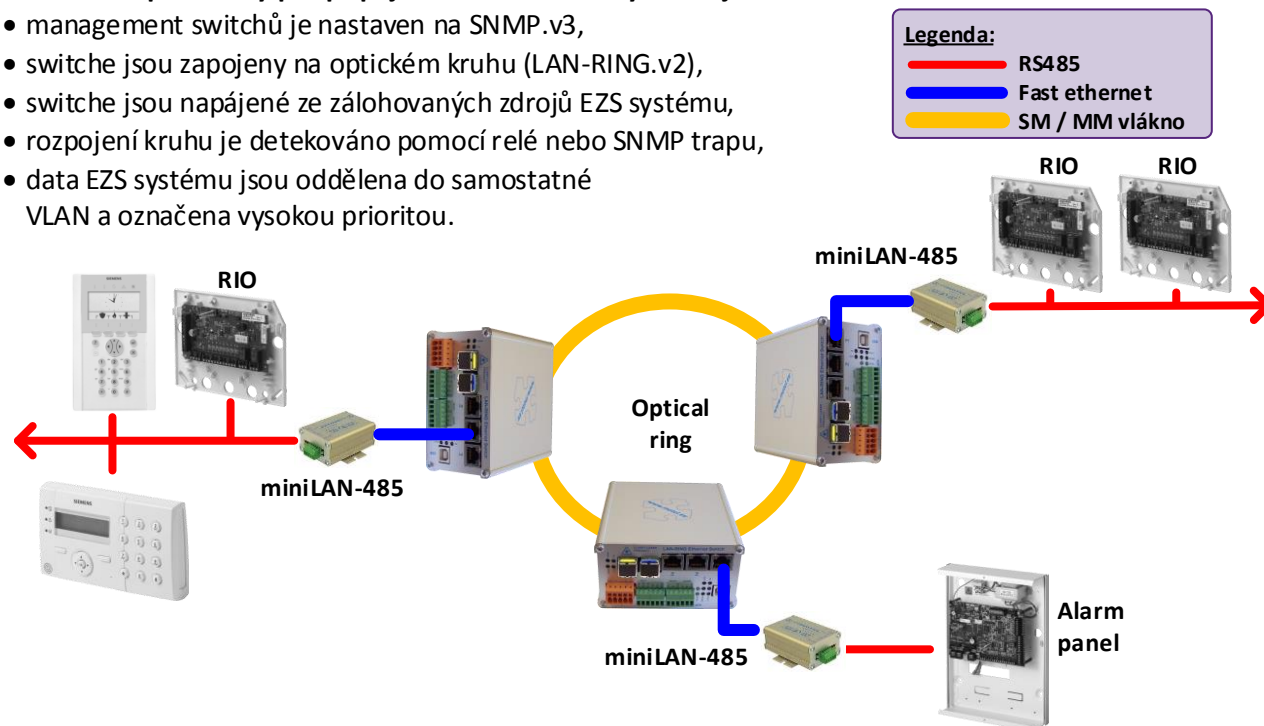 • management switchů je nastaven na SNMP.v3,
• switche jsou zapojeny na optickém kruhu (LAN-RING.v2),
• switche jsou napájené ze zálohovaných zdrojů EZS systému,
• rozpojení kruhu je detekováno pomocí relé nebo SNMP trapu,
• data EZS systému jsou oddělena do samostatné
VLAN a označena vysokou prioritou.
Legenda:
RS485
Fast ethernet
SM / MM vlákno
RIO
RIO
miniLAN-485
RIO
SIEMENS
Optical
ring
miniLAN-485
SIEMENS
miniLAN-485
Alarm
panel